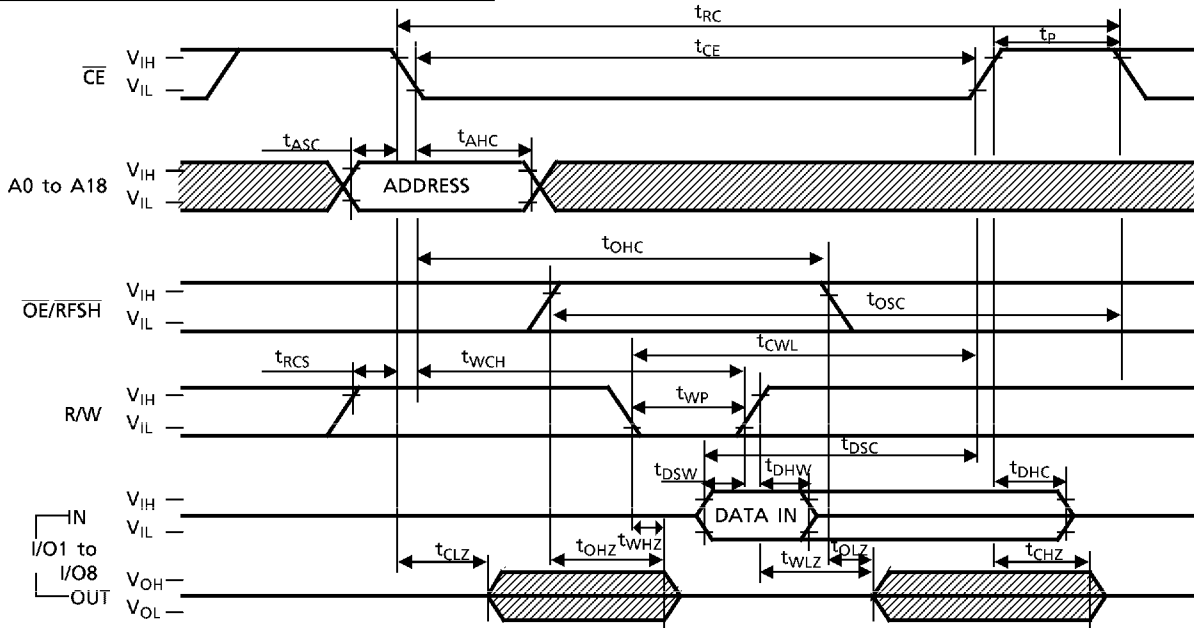 tRC
tP
tCE
CE
VIH
VIL
tASC
tAHC
A0 to A18
VIH
VIL
ADDRESS
tOHC
OE/RFSH
VIH
VIL
tOSC
tCWL
tRCS
tWCH
R/W
VIH
VIL
tWP
tDSC
tDSW
tDHW
tDHC
VIH
VIL
IN
DATA IN
I/O1 to
I/O8
OUT
tWHZ
tCLZ
tOHZ
tOLZ
tWLZ
tCHZ
VOH
VOL